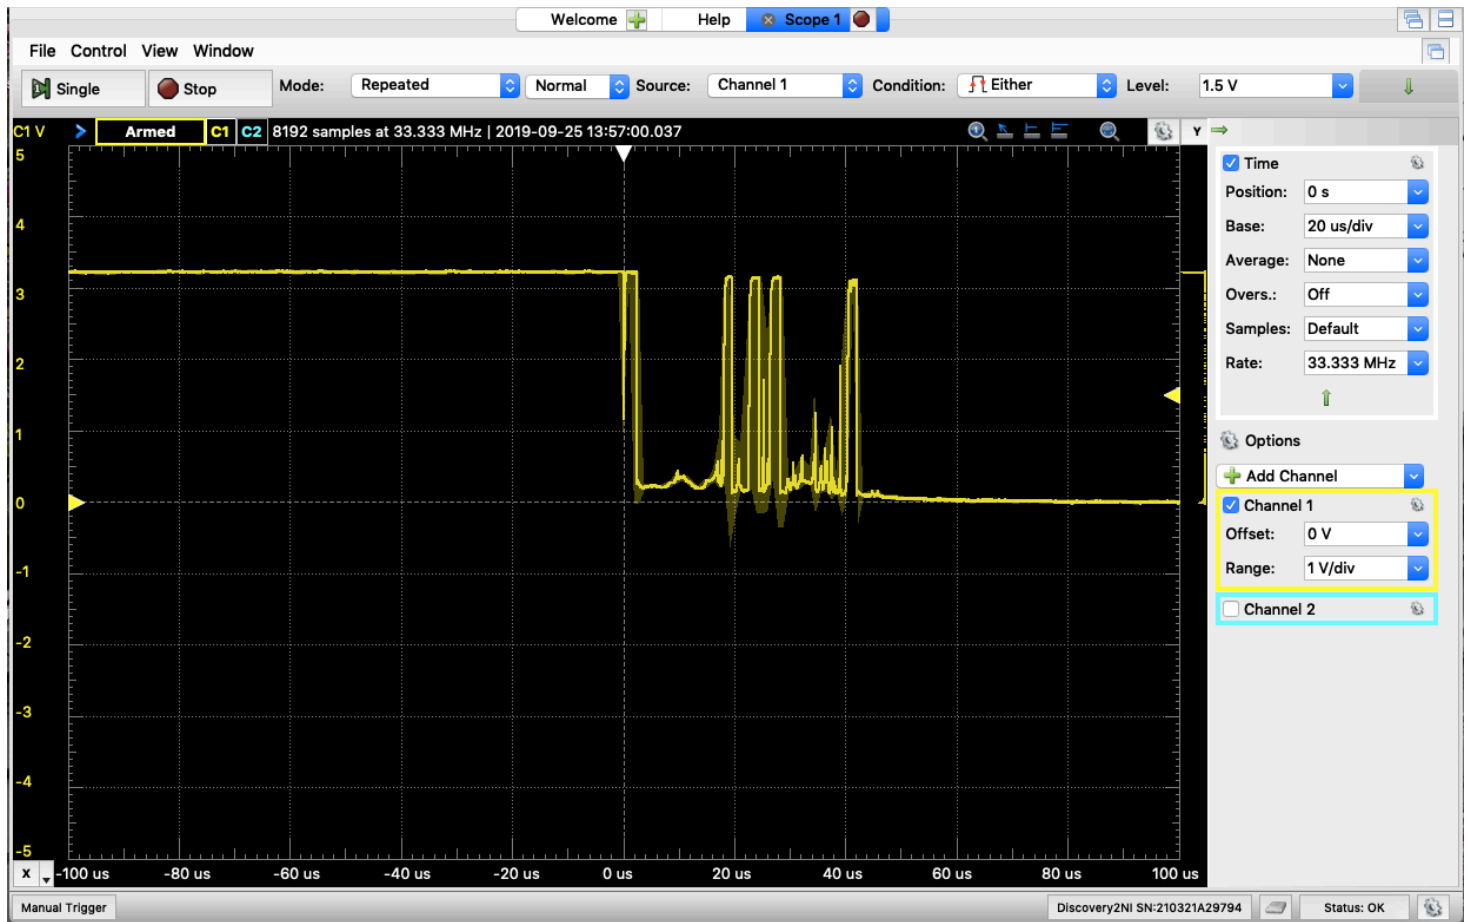 Welcome Help Scope 1
File Control View Window
Single Stop Mode: Repeated Normal Source: Channel 1 Condition: Either Level: 1.5 V
C1 V Armed C1 C2 8192 samples at 33.333 MHz | 2019-09-25 13:57:00.037 Y
5
4
3
2
1
0
-1
-2
-3
-4
-5
X -100 us -80 us -60 us -40 us -20 us 0 us 20 us 40 us 60 us 80 us 100 us
Time
Position: 0 s
Base: 20 us/div
Average: None
Overs.: Off
Samples: Default
Rate: 33.333 MHz
Options
Add Channel
Channel 1
Offset: 0 V
Range: 1 V/div
Channel 2
Manual Trigger Discovery2NI SN:210321A29794 Status: OK